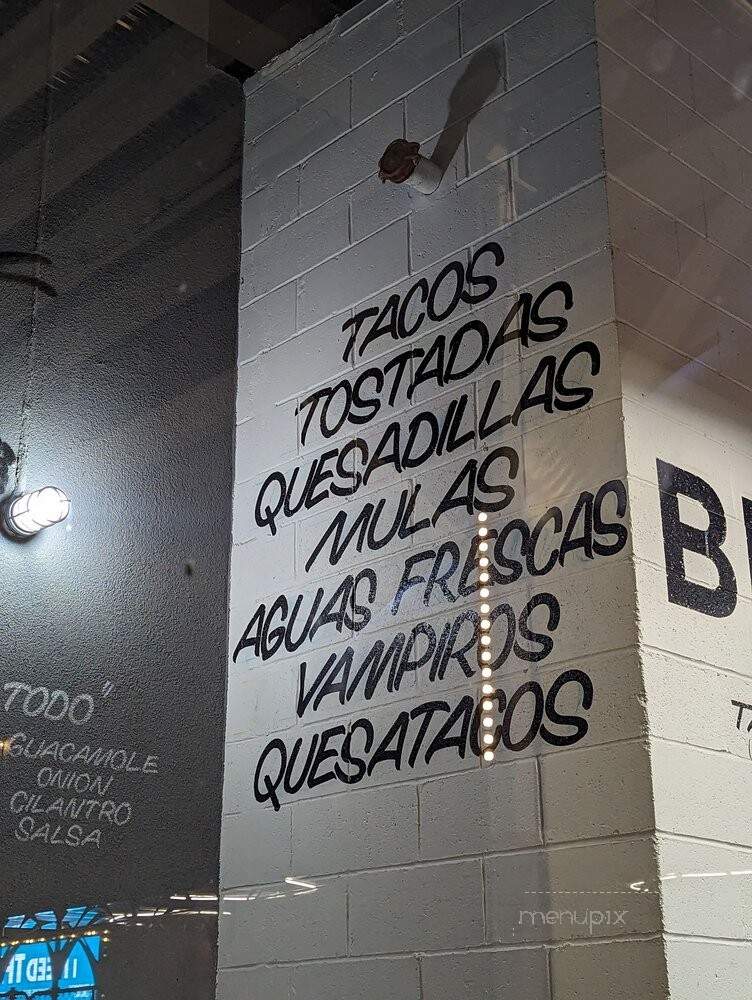 TACOS
TOSTADAS
QUESADILLAS
MULAS
AGUAS FRESCAS
VAMPIROS
QUESATACOS
TODO"
GUACAMOLE
ONION
CILANTRO
SALSA
B
menupix